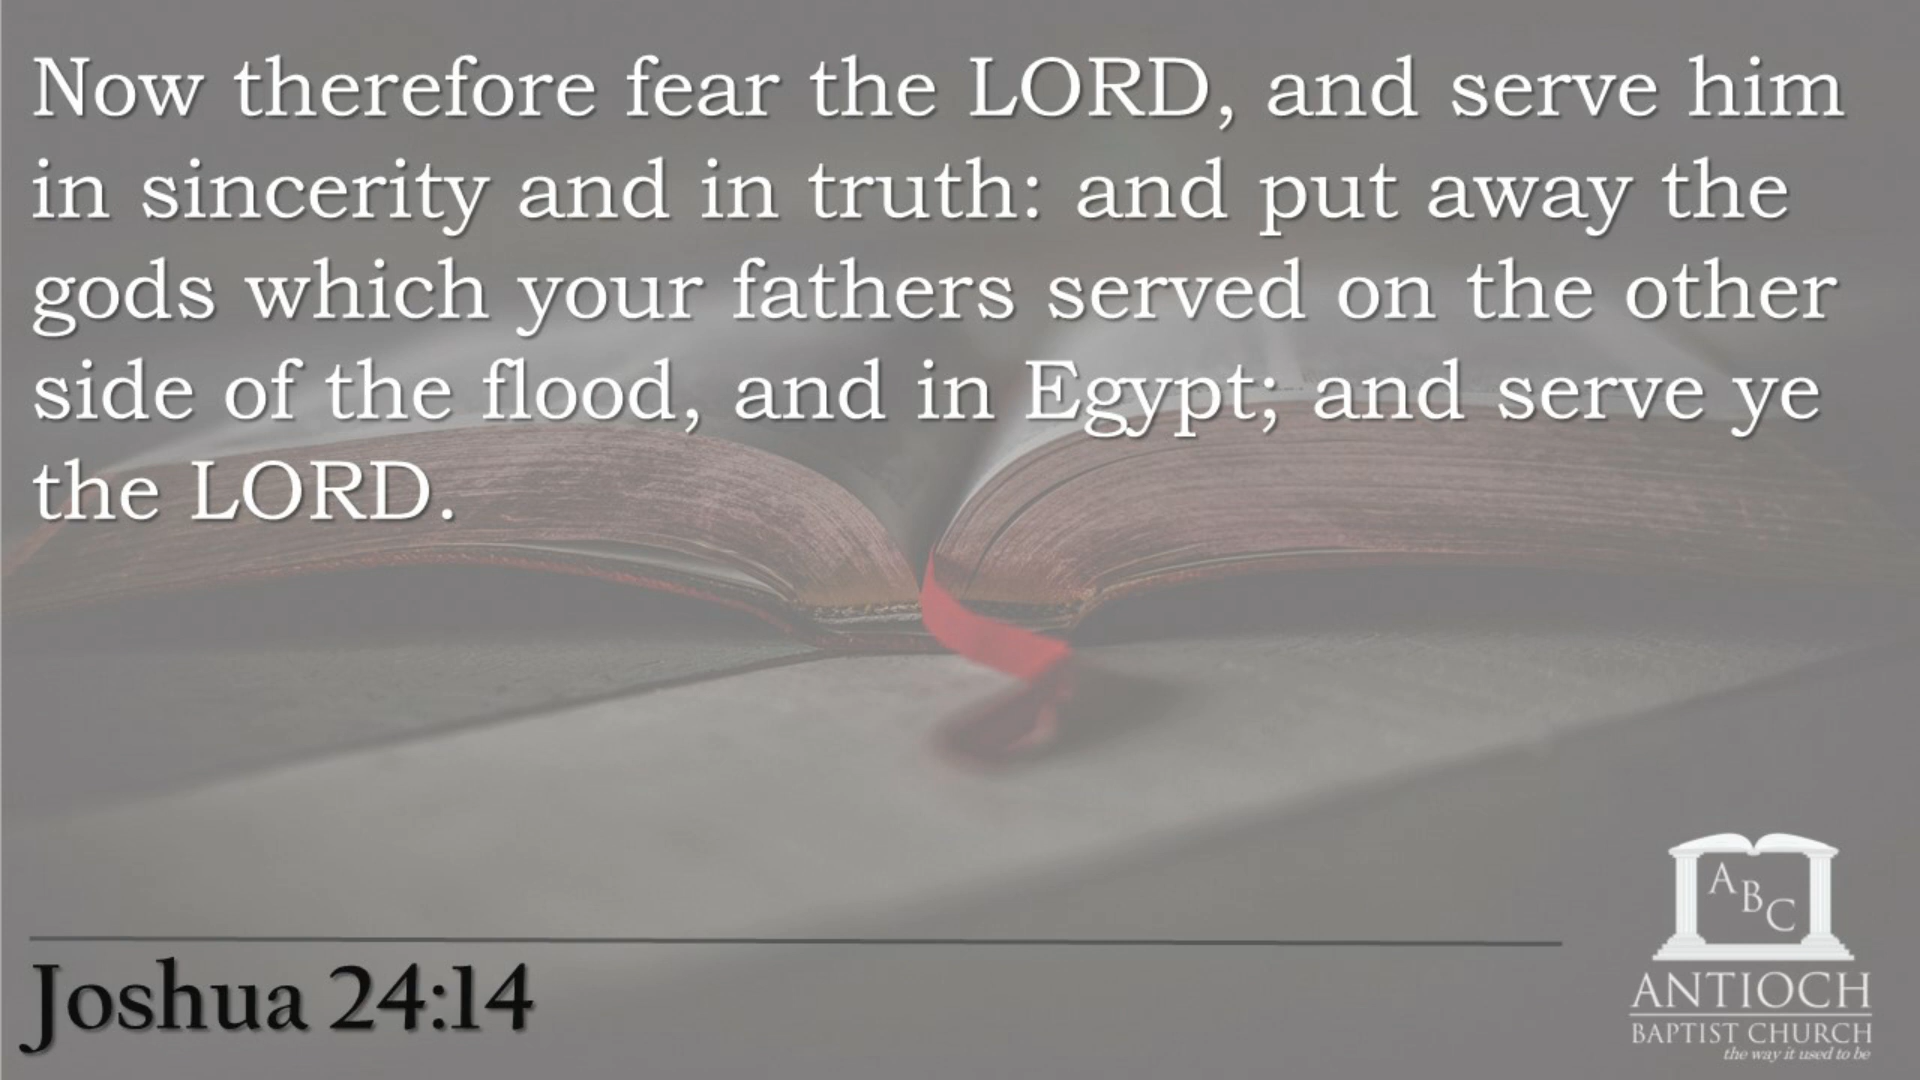 Now therefore fear the LORD, and serve him
in sincerity and in truth: and put away the
gods which your fathers served on the other
side of the flood, and in Egypt; and serve ye
the LORD.
Joshua 24:14
A B C
ANTIOCH
BAPTIST CHURCH
the way it used to be